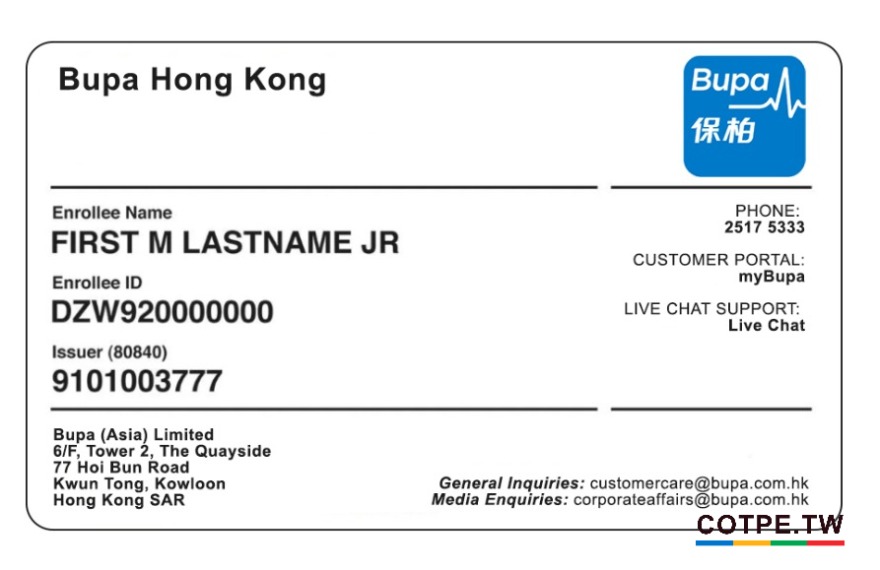 Bupa Hong Kong
Bupa
保柏
Enrollee Name
FIRST M LASTNAME JR
Enrollee ID
DZW920000000
Issuer (80840)
9101003777
PHONE:
2517 5333
CUSTOMER PORTAL:
myBupa
LIVE CHAT SUPPORT:
Live Chat
Bupa (Asia) Limited
6/F, Tower 2, The Quayside
77 Hoi Bun Road
Kwun Tong, Kowloon
Hong Kong SAR
General Inquiries: customercare@bupa.com.hk
Media Enquiries: corporateaffairs@bupa.com.hk
COTPE.TW